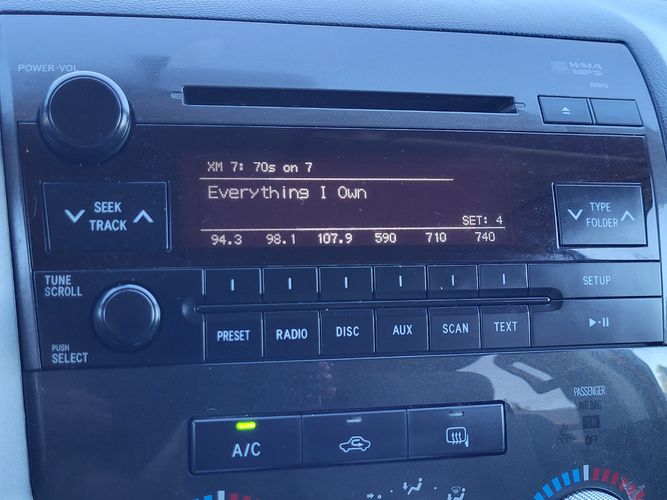 POWER·VOL
WMA
MP3
XM 7: 70s on 7
Everything I Own
SET: 4
94.3 98.1 107.9 590 710 740
SEEK
TRACK
TYPE
FOLDER
TUNE
SCROLL
SETUP
PUSH
SELECT
PRESET RADIO DISC AUX SCAN TEXT
PASSENGER
AIRBAG
OFF
A/C